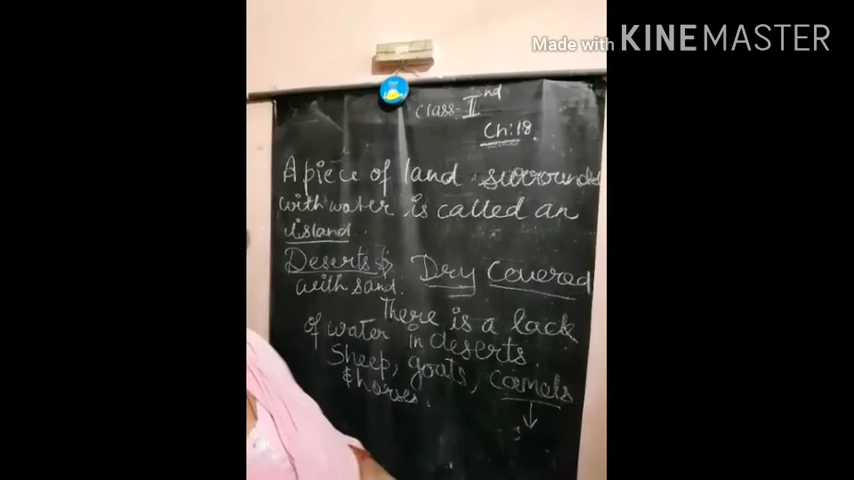 Made with KINEMASTER
Class-IInd
Ch:18.
A piece of land surrounds
with water is called an
island.
Deserts → Dry Covered
with sand.
There is a lack
of water in deserts.
Sheep, goats, camels
& horses.
↓